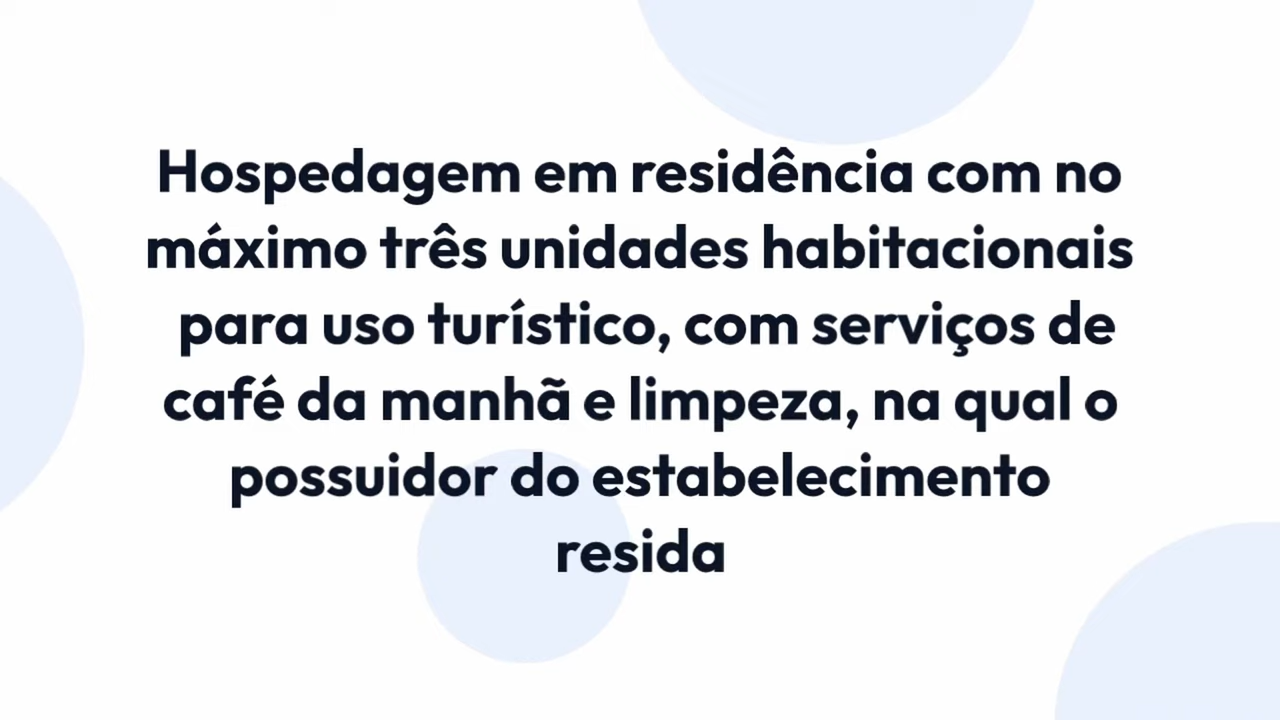 Hospedagem em residência com no
máximo três unidades habitacionais
para uso turístico, com serviços de
café da manhã e limpeza, na qual o
possuidor do estabelecimento
resida